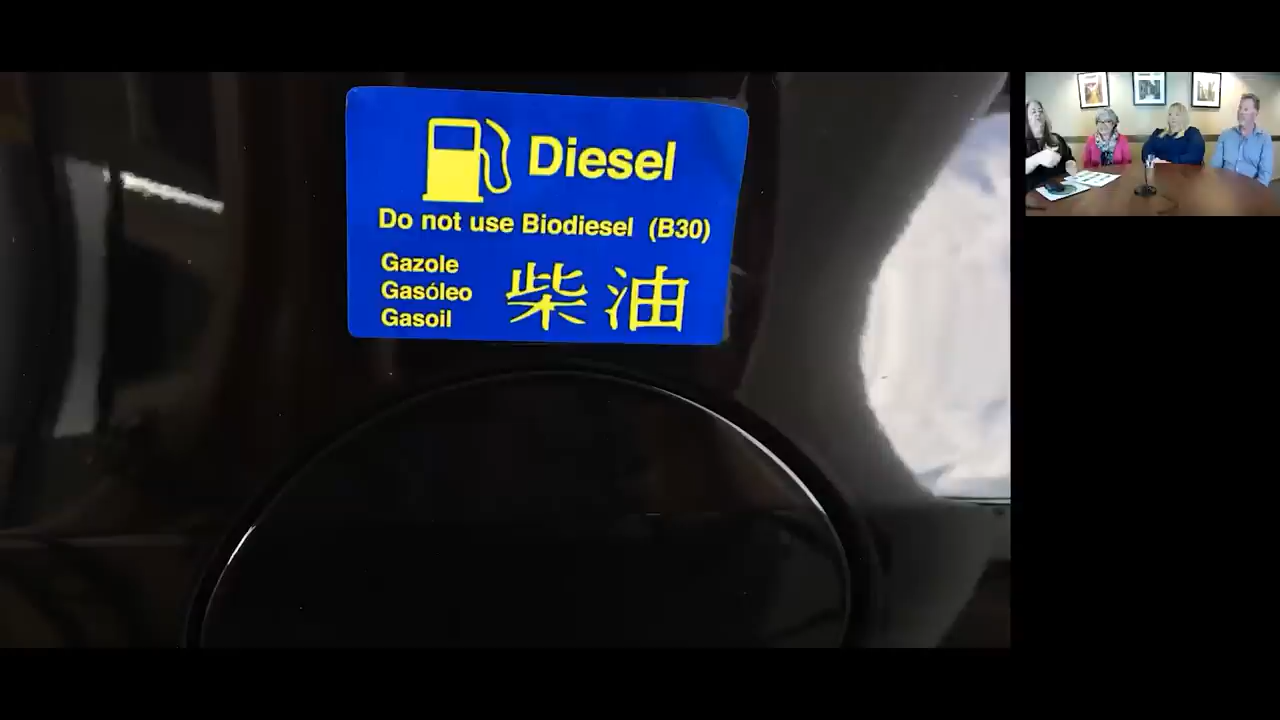 Diesel
Do not use Biodiesel (B30)
Gazole
Gasóleo
Gasoil
柴油